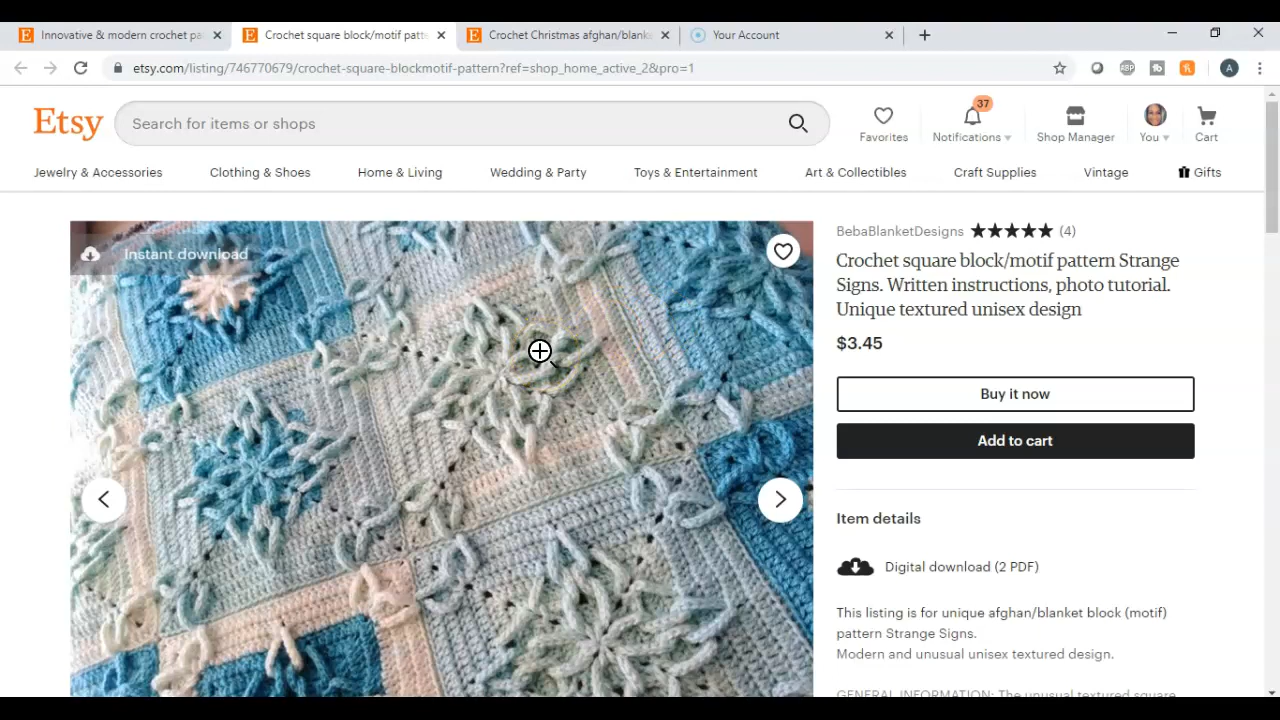 Innovative & modern crochet pa
Crochet square block/motif patte
Crochet Christmas afghan/blanke
Your Account
etsy.com/listing/746770679/crochet-square-blockmotif-pattern?ref=shop_home_active_2&pro=1
ABP
A
Etsy
Search for items or shops
Favorites
37
Notifications
Shop Manager
You
Cart
Jewelry & Accessories
Clothing & Shoes
Home & Living
Wedding & Party
Toys & Entertainment
Art & Collectibles
Craft Supplies
Vintage
Gifts
Instant download
BebaBlanketDesigns ★★★★★ (4)
Crochet square block/motif pattern Strange
Signs. Written instructions, photo tutorial.
Unique textured unisex design
$3.45
Buy it now
Add to cart
Item details
Digital download (2 PDF)
This listing is for unique afghan/blanket block (motif)
pattern Strange Signs.
Modern and unusual unisex textured design.
GENERAL INFORMATION: The unusual textured square